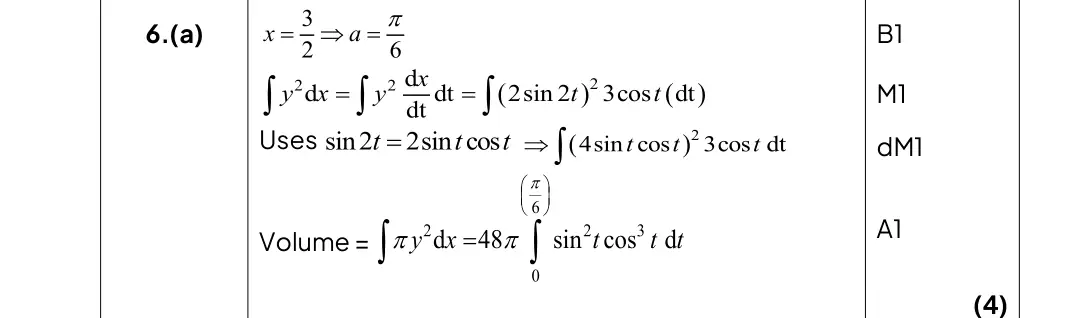 6.(a) x = 3/2 ⇒ a = π/6 B1
∫ y² dx = ∫ y² dx/dt dt = ∫ (2 sin 2t)² 3 cos t (dt) M1
Uses sin 2t = 2 sin t cos t ⇒ ∫ (4 sin t cos t)² 3 cos t dt dM1
Volume = ∫ π y² dx = 48π ∫₀^(π/6) sin² t cos³ t dt A1
(4)